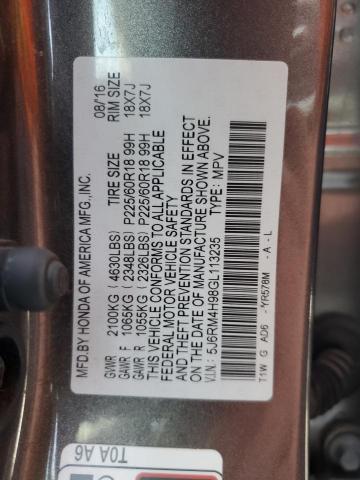 MFD.BY HONDA OF AMERICA MFG.,INC. 08/16
TIRE SIZE RIM SIZE
GVWR 2100KG (4630LBS)
GAWR F 1065KG (2348LBS) P225/60R18 99H 18X7J
GAWR R 1055KG (2326LBS) P225/60R18 99H 18X7J
THIS VEHICLE CONFORMS TO ALL APPLICABLE
FEDERAL MOTOR VEHICLE SAFETY
AND THEFT PREVENTION STANDARDS IN EFFECT
ON THE DATE OF MANUFACTURE SHOWN ABOVE.
V.I.N.: 5J6RM4H98GL113235 TYPE: MPV
T1W G AD6 -YR578M -A-L
T0A A6